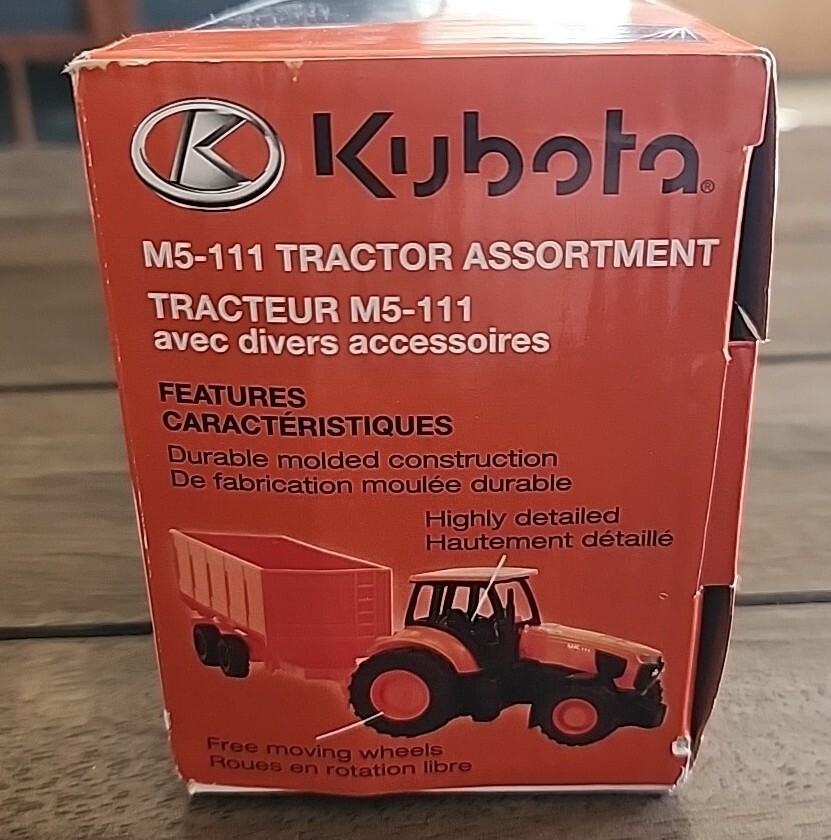 K Kubota®
M5-111 TRACTOR ASSORTMENT
TRACTEUR M5-111
avec divers accessoires
FEATURES
CARACTÉRISTIQUES
Durable molded construction
De fabrication moulée durable
Highly detailed
Hautement détaillé
Free moving wheels
Roues en rotation libre